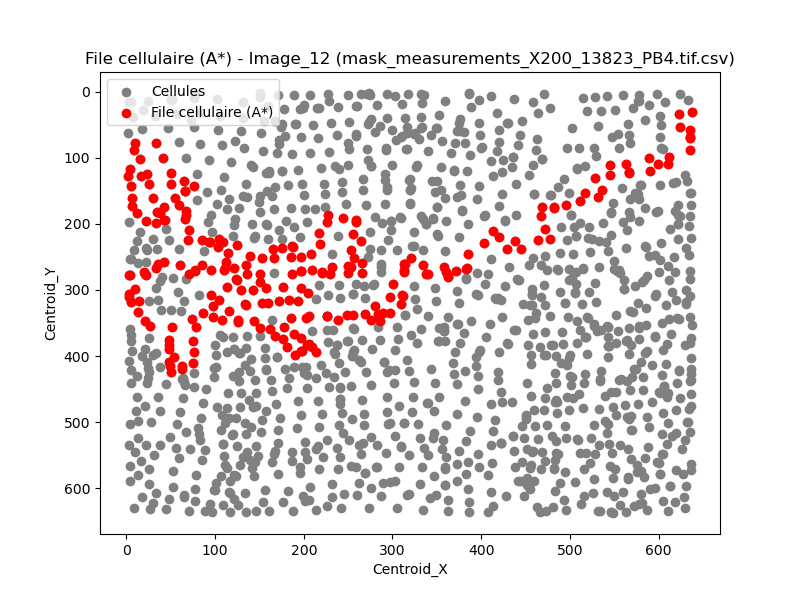 File cellulaire (A*) - Image_12 (mask_measurements_X200_13823_PB4.tif.csv)
Cellules
File cellulaire (A*)
0
100
200
300
400
500
600
Centroid_Y
0 100 200 300 400 500 600
Centroid_X